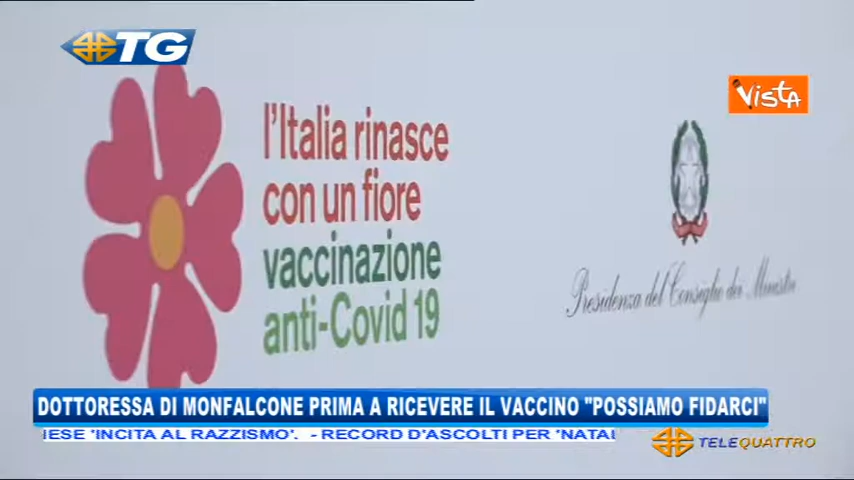 TG
VISTA
l'Italia rinasce
con un fiore
vaccinazione
anti-Covid 19
Presidenza del Consiglio dei Ministri
DOTTORESSA DI MONFALCONE PRIMA A RICEVERE IL VACCINO "POSSIAMO FIDARCI"
IESE 'INCITA AL RAZZISMO'. - RECORD D'ASCOLTI PER 'NATAL
TELEQUATTRO